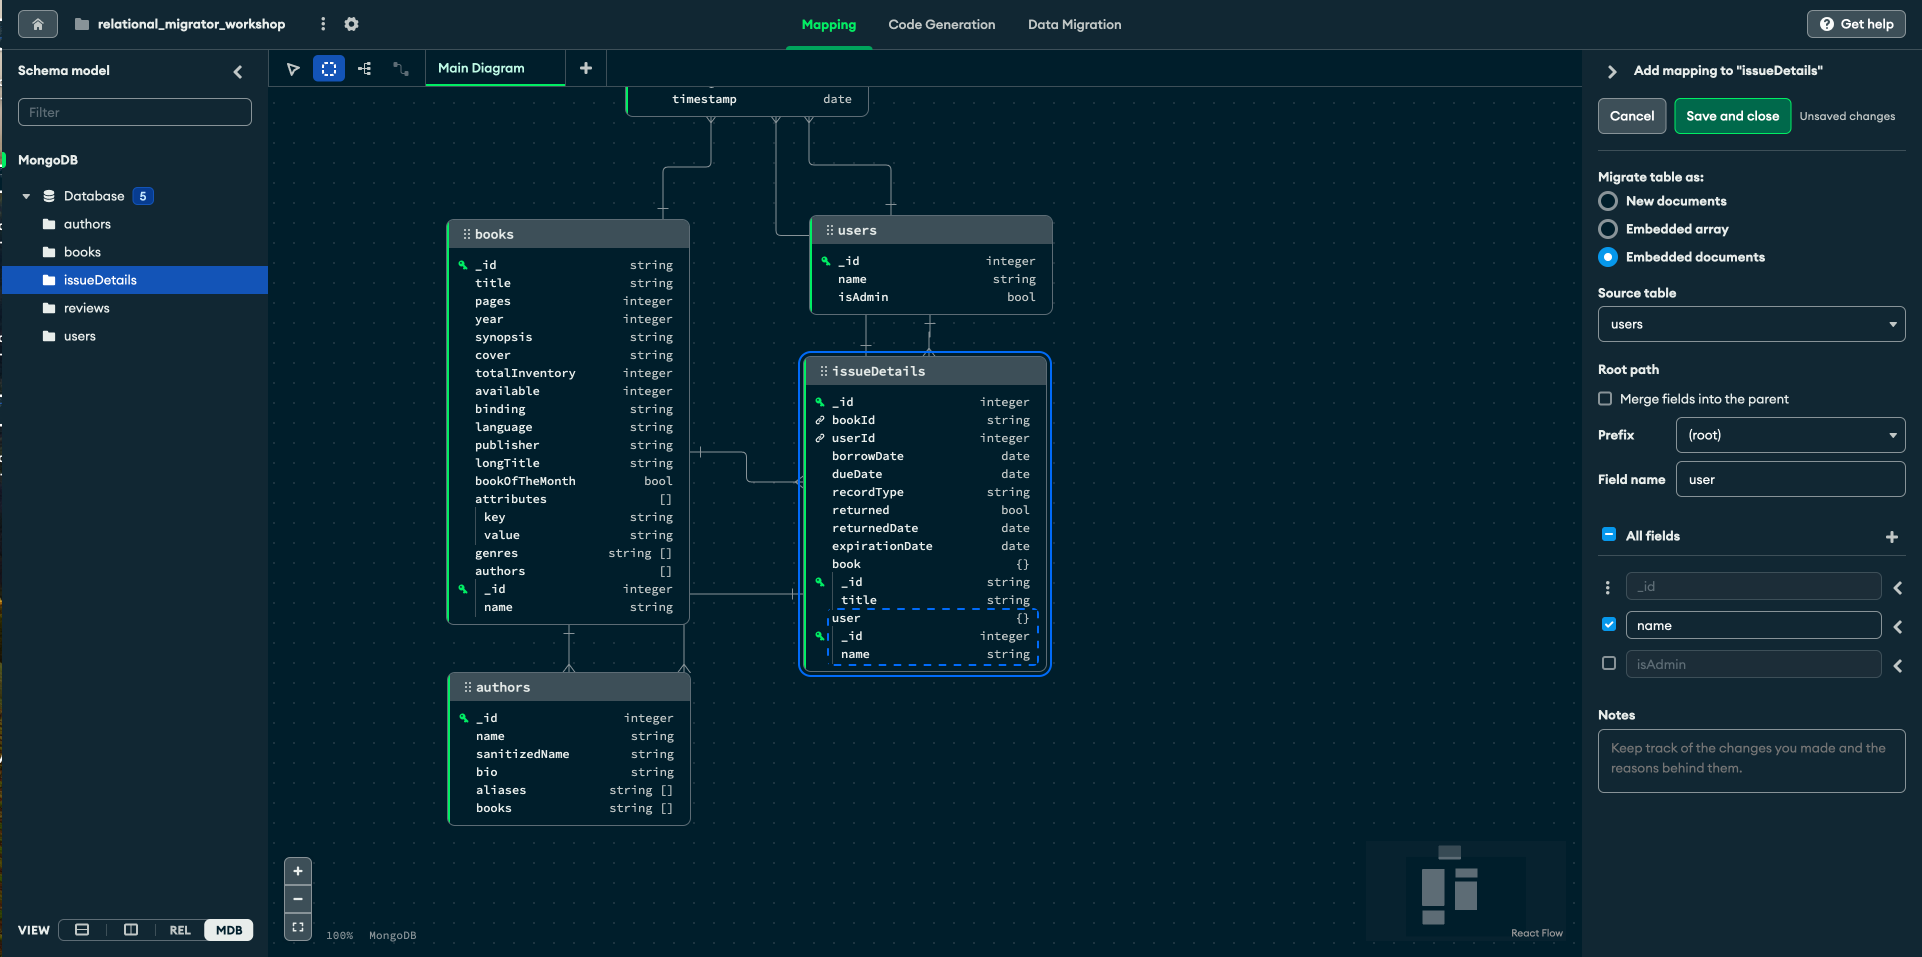 relational_migrator_workshop
Mapping
Code Generation
Data Migration
Get help
Schema model
Filter
MongoDB
Database 5
authors
books
issueDetails
reviews
users
VIEW
REL
MDB
Main Diagram
timestamp date
books
_id string
title string
pages integer
year integer
synopsis string
cover string
totalInventory integer
available integer
binding string
language string
publisher string
longTitle string
bookOfTheMonth bool
attributes []
key string
value string
genres string []
authors []
_id integer
name string
users
_id integer
name string
isAdmin bool
issueDetails
_id integer
bookId string
userId integer
borrowDate date
dueDate date
recordType string
returned bool
returnedDate date
expirationDate date
book {}
_id string
title string
user {}
_id integer
name string
authors
_id integer
name string
sanitizedName string
bio string
aliases string []
books string []
100% MongoDB
React Flow
Add mapping to "issueDetails"
Cancel
Save and close
Unsaved changes
Migrate table as:
New documents
Embedded array
Embedded documents
Source table
users
Root path
Merge fields into the parent
Prefix
(root)
Field name
user
All fields
_id
name
isAdmin
Notes
Keep track of the changes you made and the
reasons behind them.